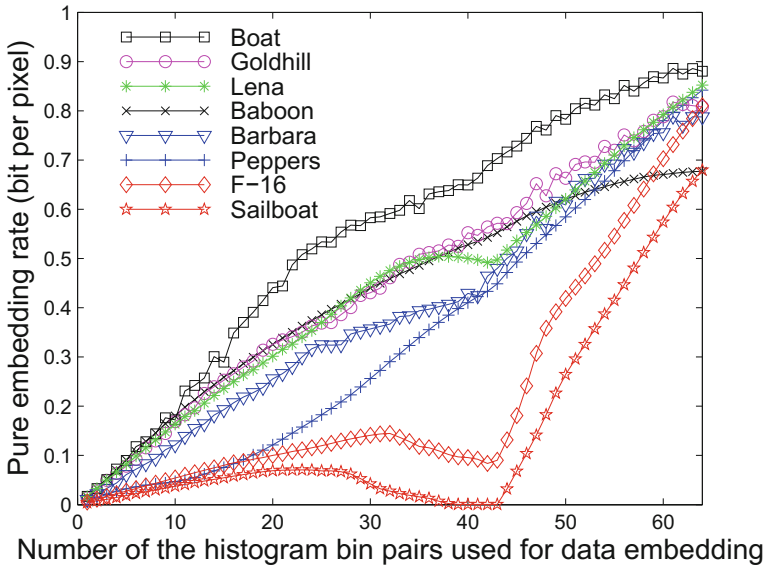 1
0.9
0.8
0.7
0.6
0.5
0.4
0.3
0.2
0.1
0
Pure embedding rate (bit per pixel)
Boat
Goldhill
Lena
Baboon
Barbara
Peppers
F−16
Sailboat
0 10 20 30 40 50 60
Number of the histogram bin pairs used for data embedding